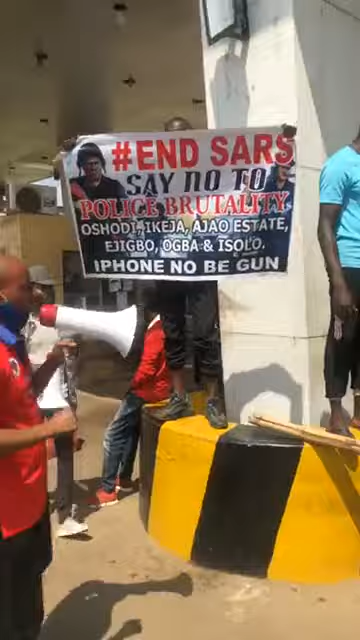 #END SARS
SAY NO TO
POLICE BRUTALITY
OSHODI, IKEJA, AJAO ESTATE,
EJIGBO, OGBA & ISOLO.
IPHONE NO BE GUN